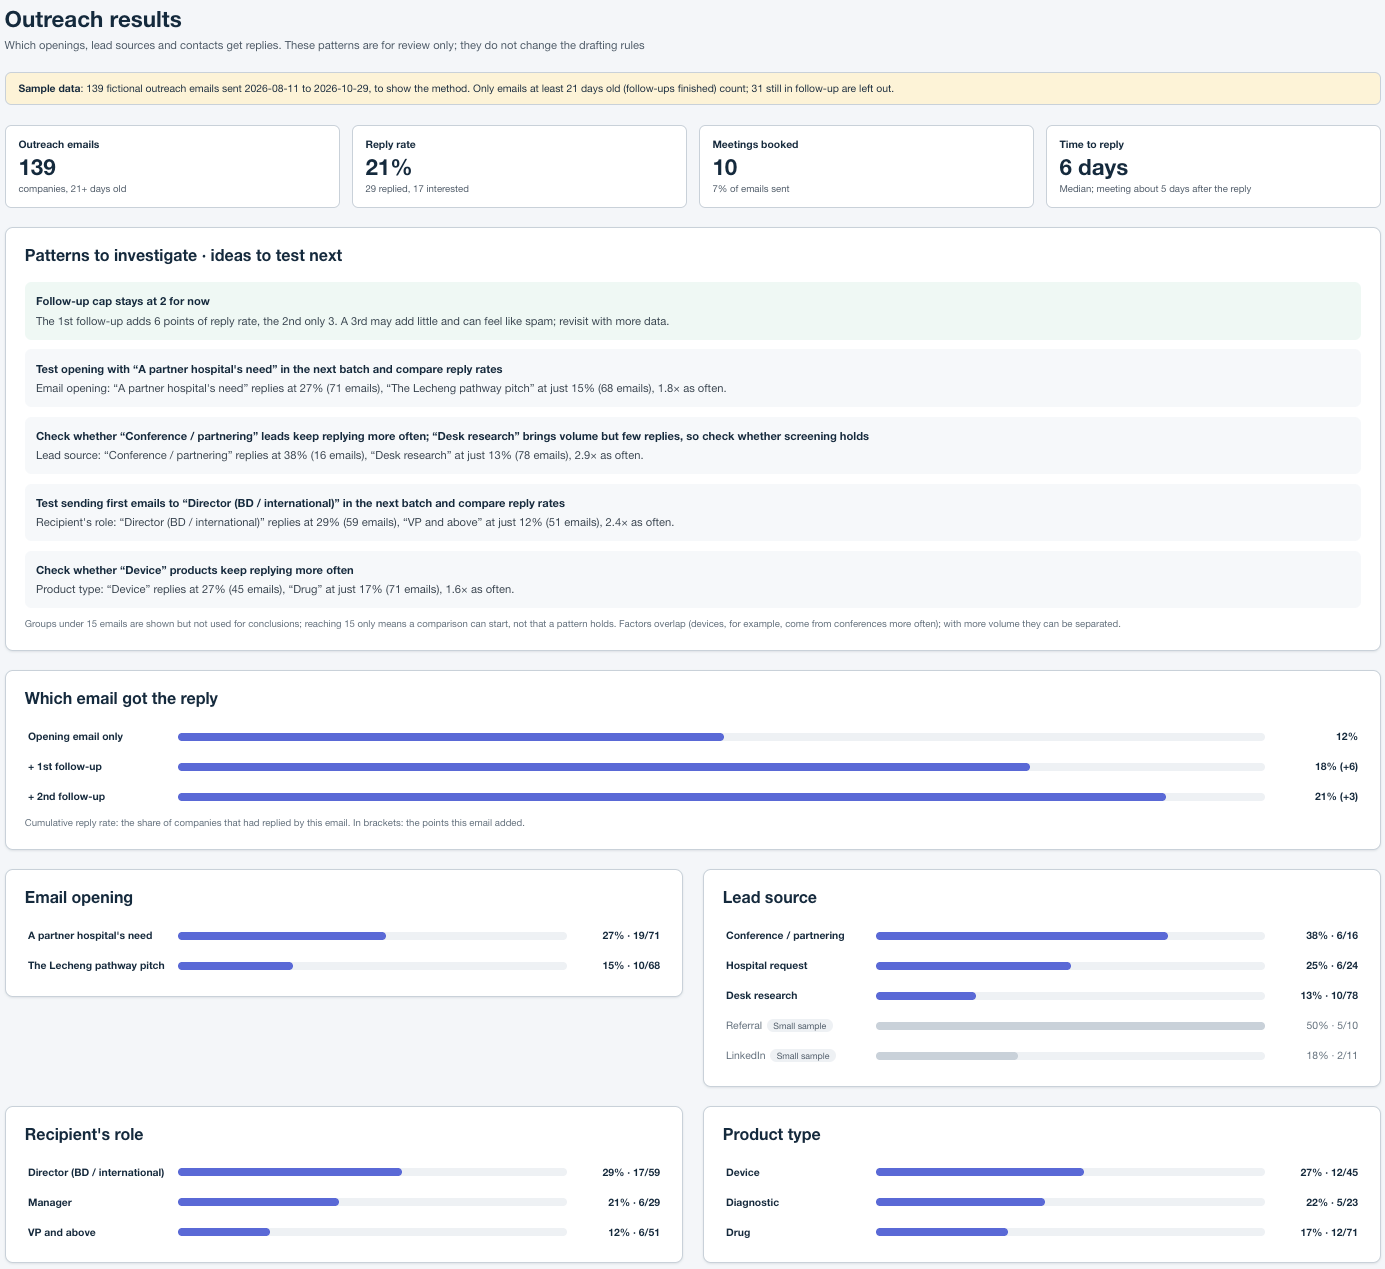 Outreach results
Which openings, lead sources and contacts get replies. These patterns are for review only; they do not change the drafting rules
Sample data: 139 fictional outreach emails sent 2026-08-11 to 2026-10-29, to show the method. Only emails at least 21 days old (follow-ups finished) count; 31 still in follow-up are left out.
Outreach emails
139
companies, 21+ days old
Reply rate
21%
29 replied, 17 interested
Meetings booked
10
7% of emails sent
Time to reply
6 days
Median; meeting about 5 days after the reply
Patterns to investigate · ideas to test next
Follow-up cap stays at 2 for now
The 1st follow-up adds 6 points of reply rate, the 2nd only 3. A 3rd may add little and can feel like spam; revisit with more data.
Test opening with “A partner hospital's need” in the next batch and compare reply rates
Email opening: “A partner hospital's need” replies at 27% (71 emails), “The Lecheng pathway pitch” at just 15% (68 emails), 1.8× as often.
Check whether “Conference / partnering” leads keep replying more often; “Desk research” brings volume but few replies, so check whether screening holds
Lead source: “Conference / partnering” replies at 38% (16 emails), “Desk research” at just 13% (78 emails), 2.9× as often.
Test sending first emails to “Director (BD / international)” in the next batch and compare reply rates
Recipient's role: “Director (BD / international)” replies at 29% (59 emails), “VP and above” at just 12% (51 emails), 2.4× as often.
Check whether “Device” products keep replying more often
Product type: “Device” replies at 27% (45 emails), “Drug” at just 17% (71 emails), 1.6× as often.
Groups under 15 emails are shown but not used for conclusions; reaching 15 only means a comparison can start, not that a pattern holds. Factors overlap (devices, for example, come from conferences more often); with more volume they can be separated.
Which email got the reply
Opening email only 12%
+ 1st follow-up 18% (+6)
+ 2nd follow-up 21% (+3)
Cumulative reply rate: the share of companies that had replied by this email. In brackets: the points this email added.
Email opening
A partner hospital's need 27% · 19/71
The Lecheng pathway pitch 15% · 10/68
Lead source
Conference / partnering 38% · 6/16
Hospital request 25% · 6/24
Desk research 13% · 10/78
Referral Small sample 50% · 5/10
LinkedIn Small sample 18% · 2/11
Recipient's role
Director (BD / international) 29% · 17/59
Manager 21% · 6/29
VP and above 12% · 6/51
Product type
Device 27% · 12/45
Diagnostic 22% · 5/23
Drug 17% · 12/71